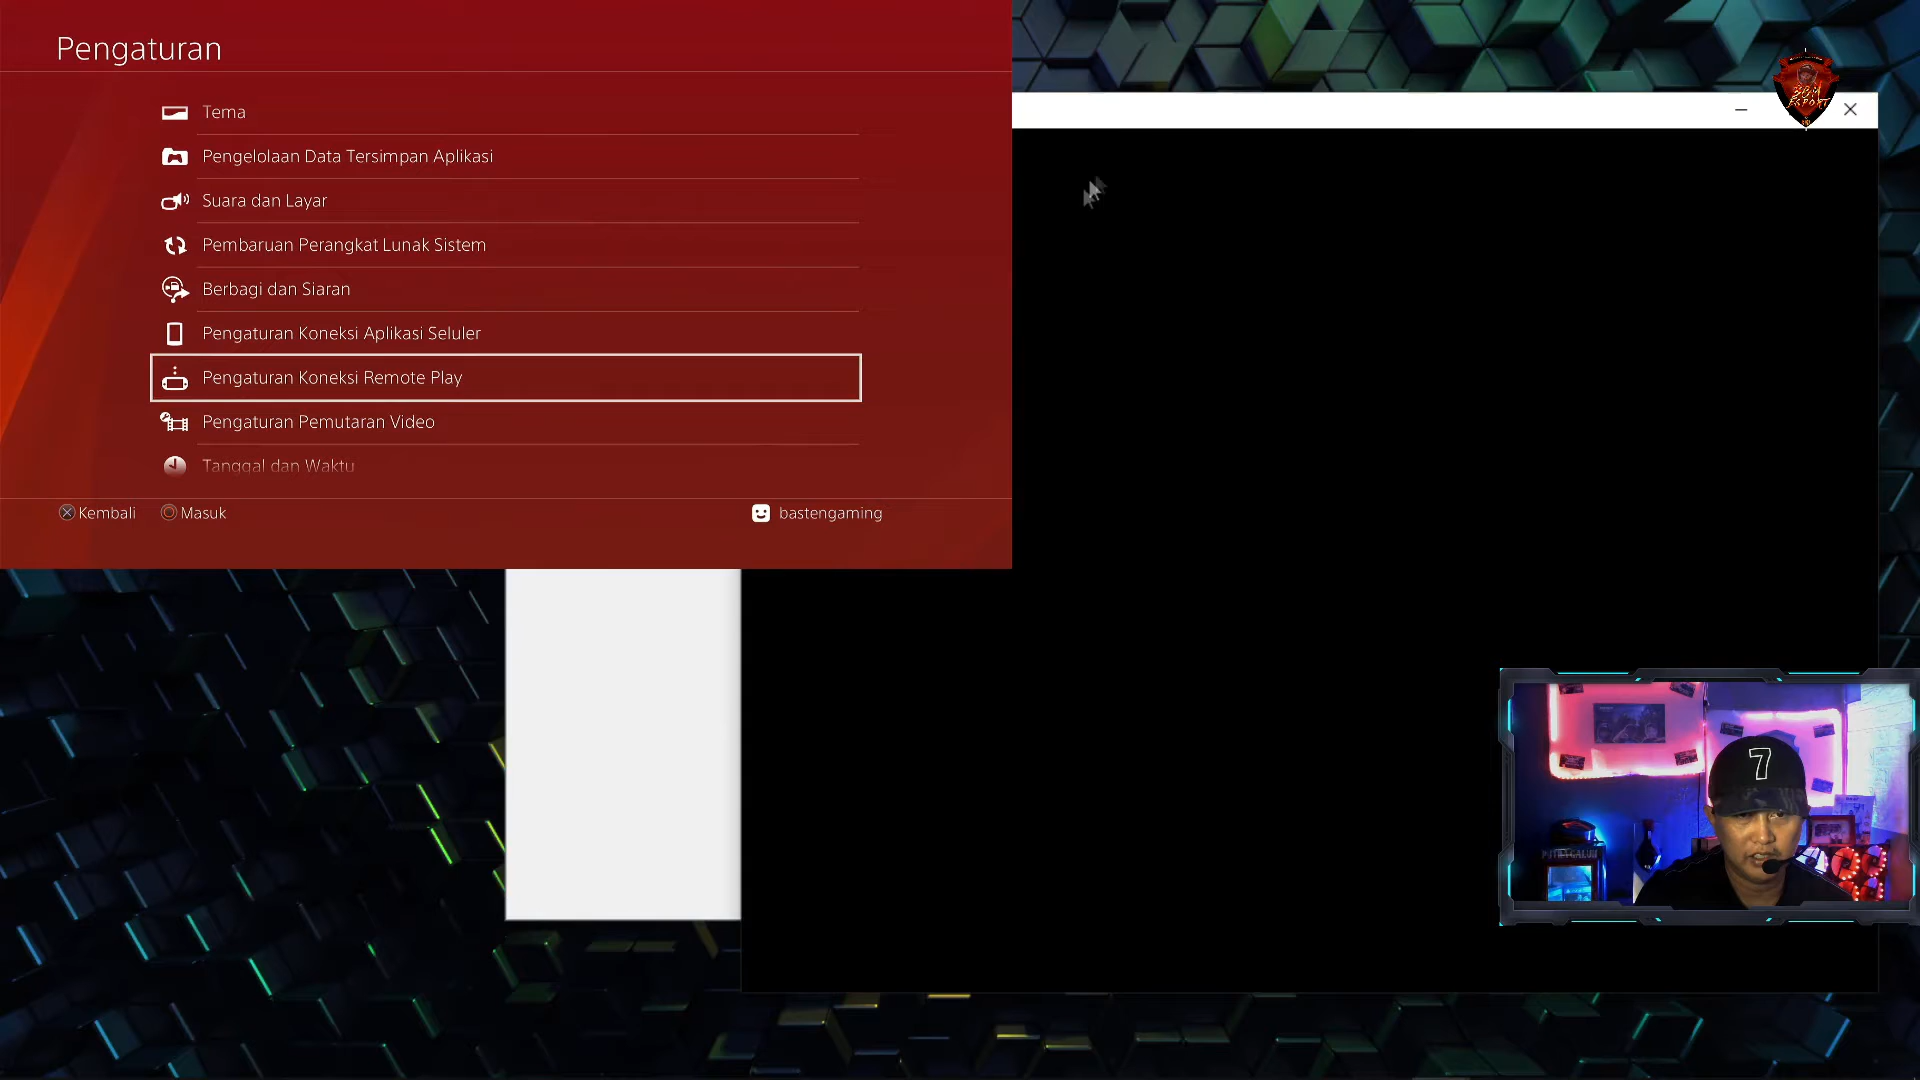 Pengaturan
Tema
Pengelolaan Data Tersimpan Aplikasi
Suara dan Layar
Pembaruan Perangkat Lunak Sistem
Berbagi dan Siaran
Pengaturan Koneksi Aplikasi Seluler
Pengaturan Koneksi Remote Play
Pengaturan Pemutaran Video
Tanggal dan Waktu
Kembali
Masuk
bastengaming
7